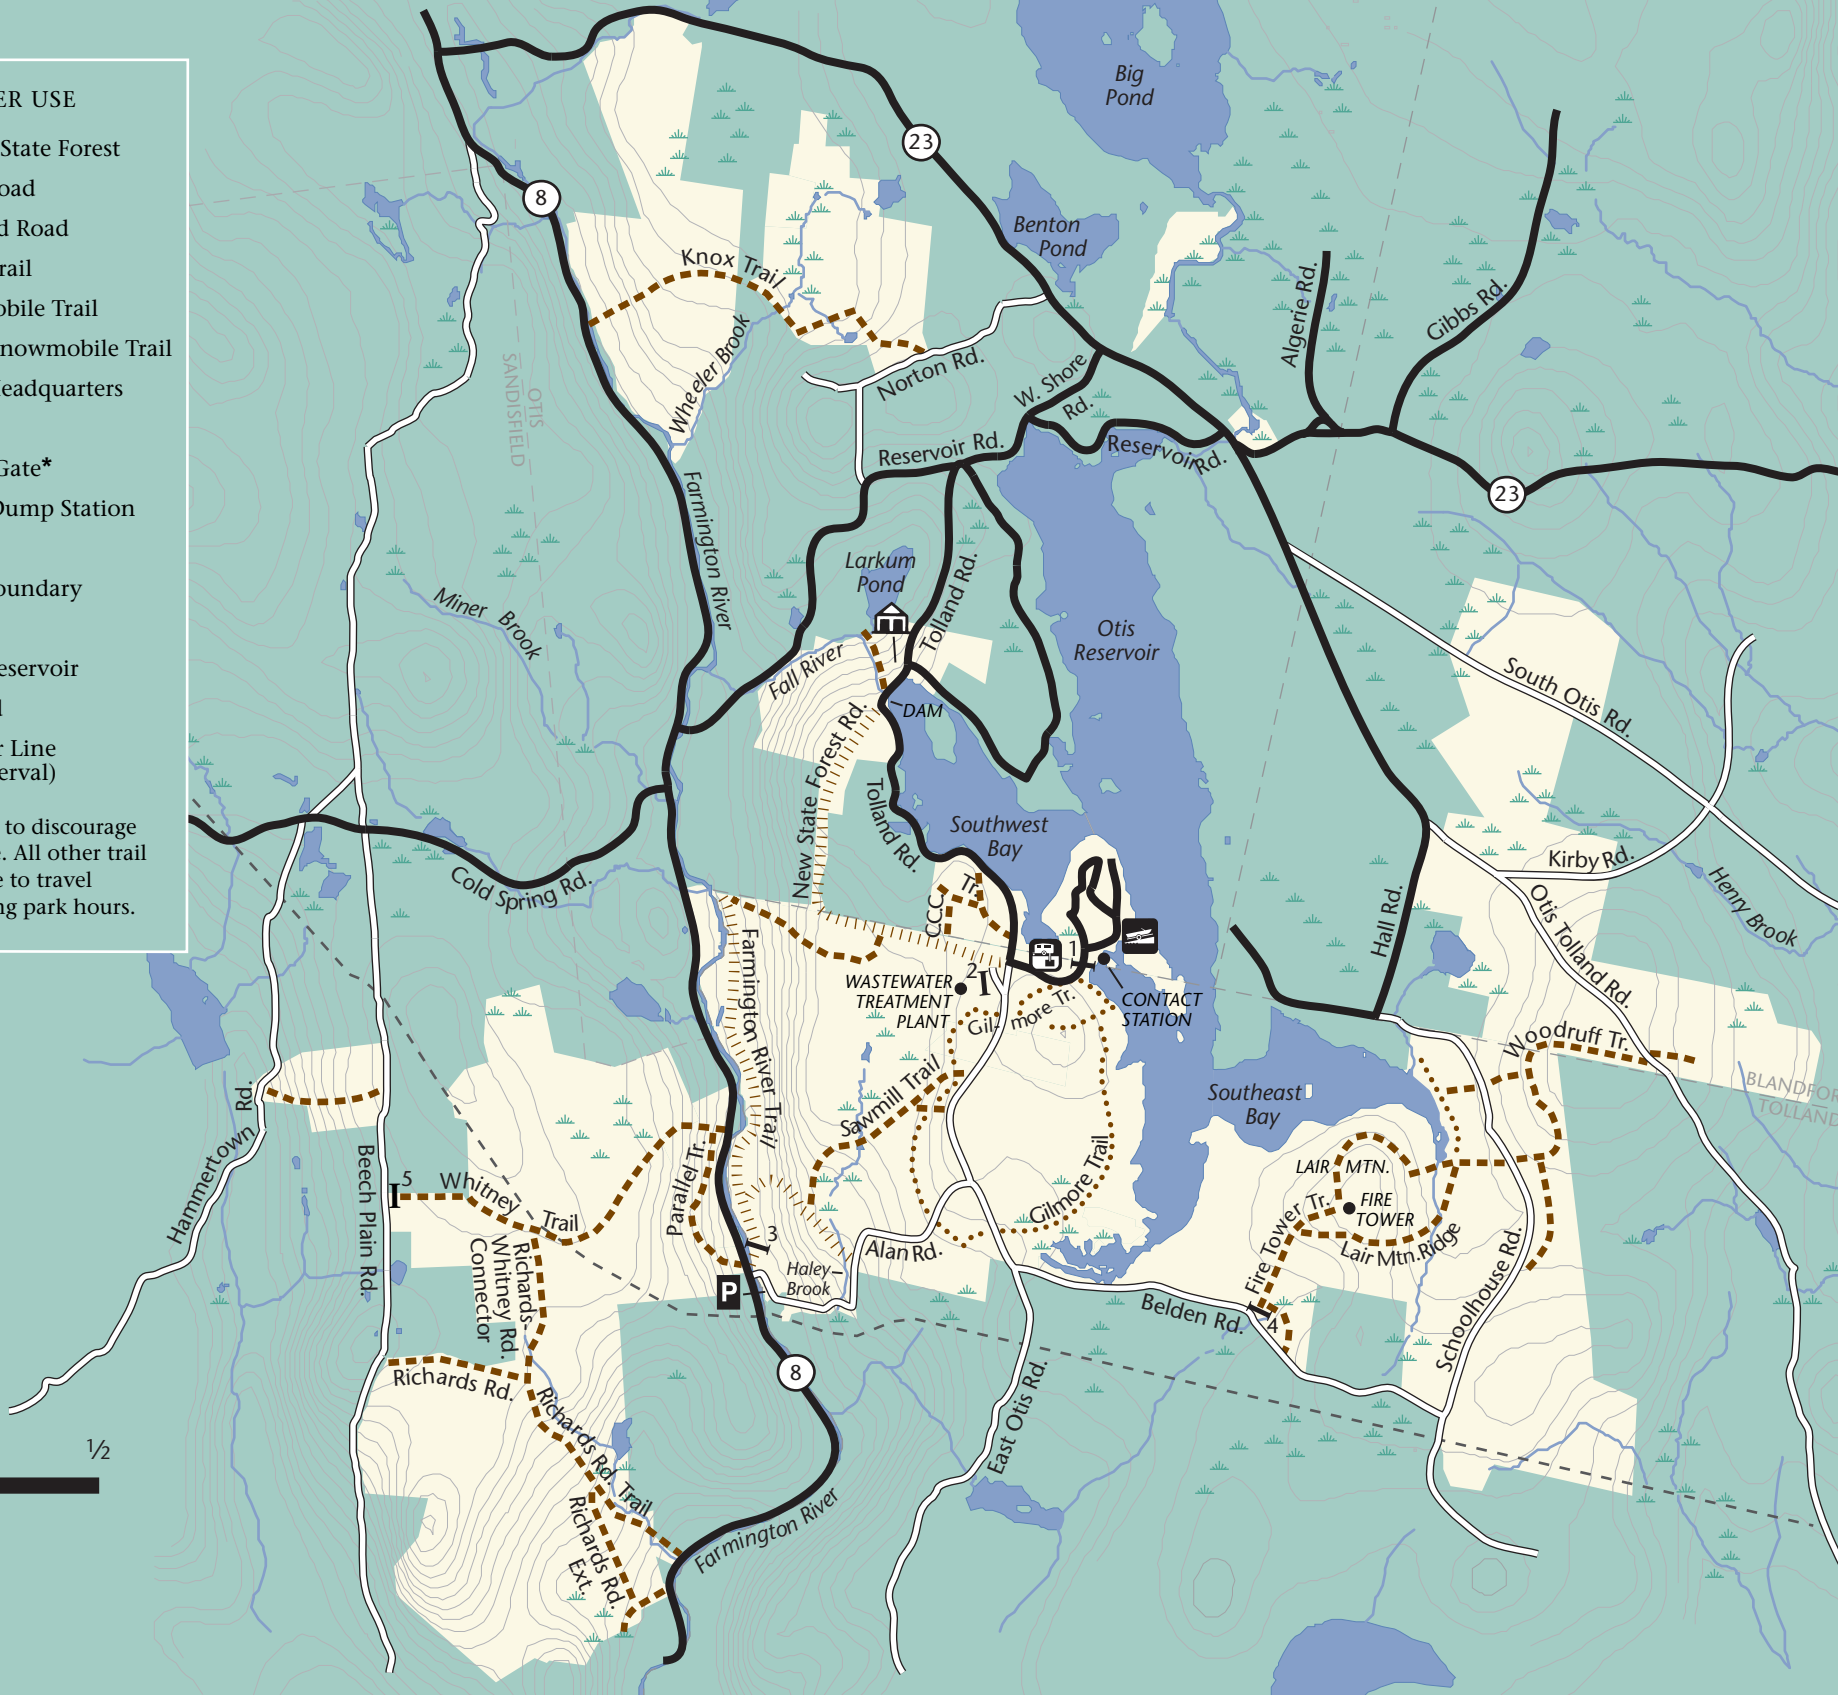 ER USE
State Forest
oad
d Road
rail
obile Trail
nowmobile Trail
eadquarters
Gate*
Dump Station
oundary
eservoir
d
r Line
erval)
to discourage
e. All other trail
e to travel
ng park hours.
½
Big
Pond
23
8
Benton
Pond
Knox Trail
Wheeler Brook
Norton Rd.
W. Shore
Rd.
Algerie Rd.
Gibbs Rd.
OTIS
SANDISFIELD
Reservoir Rd.
Reservoir Rd.
23
Farmington River
Larkum
Pond
Tolland Rd.
Miner Brook
Otis
Reservoir
Fall River
DAM
South Otis Rd.
New State Forest Rd.
Tolland Rd.
Southwest
Bay
Kirby Rd.
Cold Spring Rd.
C.C.C. Tr.
Hall Rd.
Otis Tolland Rd.
Henry Brook
1
2
WASTEWATER
TREATMENT
PLANT
CONTACT
STATION
Gil-more Tr.
Farmington River Trail
Woodruff Tr.
Sawmill Trail
Southeast
Bay
BLANDFOR
TOLLAND
Hammertown Rd.
Beech Plain Rd.
5
Whitney Trail
Parallel Tr.
Gilmore Trail
LAIR MTN.
FIRE
TOWER
Fire Tower Tr.
Lair Mtn. Ridge
3
Alan Rd.
Haley
Brook
P
Richards-
Whitney Rd.
Connector
Belden Rd.
4
Schoolhouse Rd.
Richards Rd.
8
East Otis Rd.
Richards Rd. Trail
Richards Rd.
Ext.
Farmington River